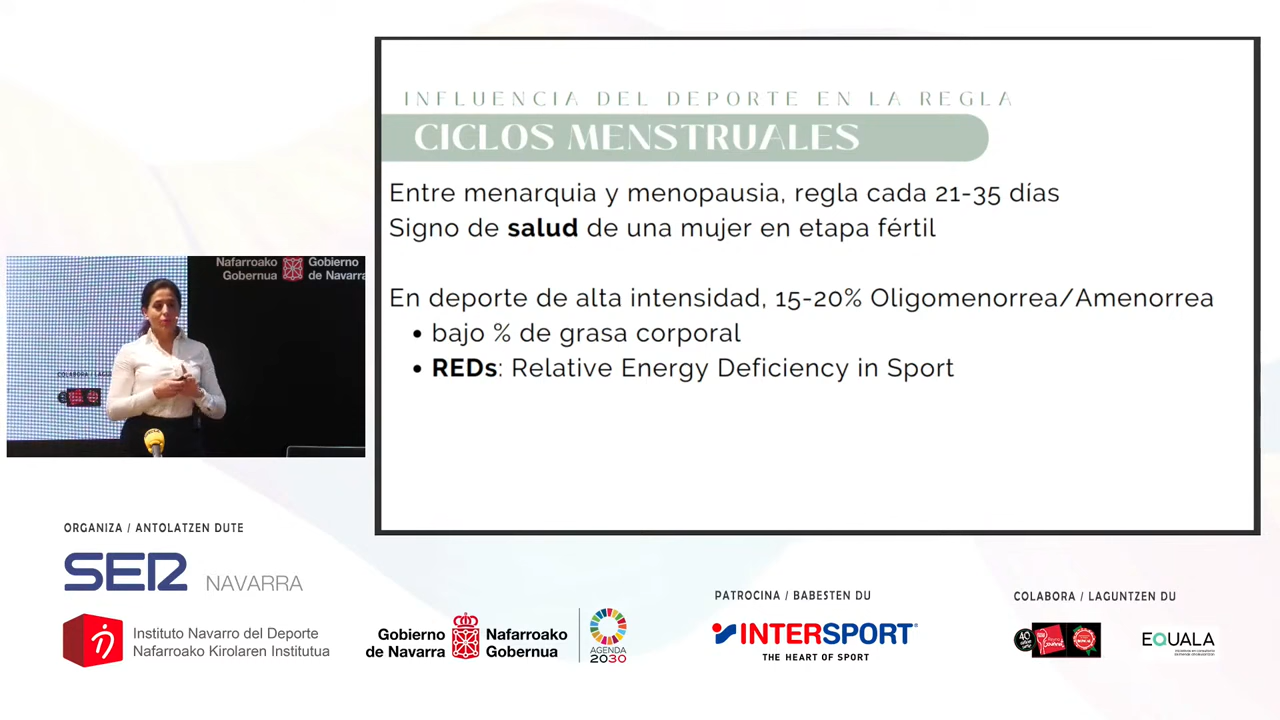 INFLUENCIA DEL DEPORTE EN LA REGLA
CICLOS MENSTRUALES
Entre menarquia y menopausia, regla cada 21-35 días
Signo de salud de una mujer en etapa fértil
En deporte de alta intensidad, 15-20% Oligomenorrea/Amenorrea
• bajo % de grasa corporal
• REDs: Relative Energy Deficiency in Sport
Nafarroako Gobernua
Gobierno de Navarra
ORGANIZA / ANTOLATZEN DUTE
SER NAVARRA
Instituto Navarro del Deporte
Nafarroako Kirolaren Institutua
Gobierno de Navarra
Nafarroako Gobernua
AGENDA 2030
PATROCINA / BABESTEN DU
INTERSPORT
THE HEART OF SPORT
COLABORA / LAGUNTZEN DU
40
EQUALA